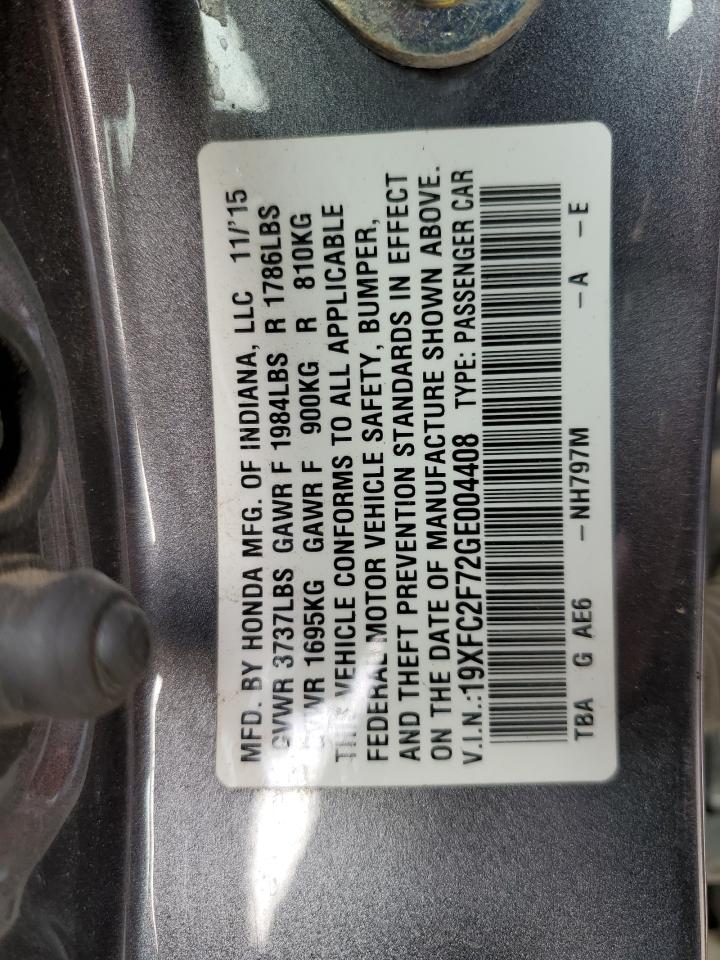 MFD. BY HONDA MFG. OF INDIANA, LLC 11/'15
GVWR 3737LBS GAWR F 1984LBS R 1786LBS
GVWR 1695KG GAWR F 900KG R 810KG
THIS VEHICLE CONFORMS TO ALL APPLICABLE
FEDERAL MOTOR VEHICLE SAFETY, BUMPER,
AND THEFT PREVENTION STANDARDS IN EFFECT
ON THE DATE OF MANUFACTURE SHOWN ABOVE.
V.I.N.:19XFC2F72GE004408 TYPE: PASSENGER CAR
TBA G AE6 -NH797M -A -E